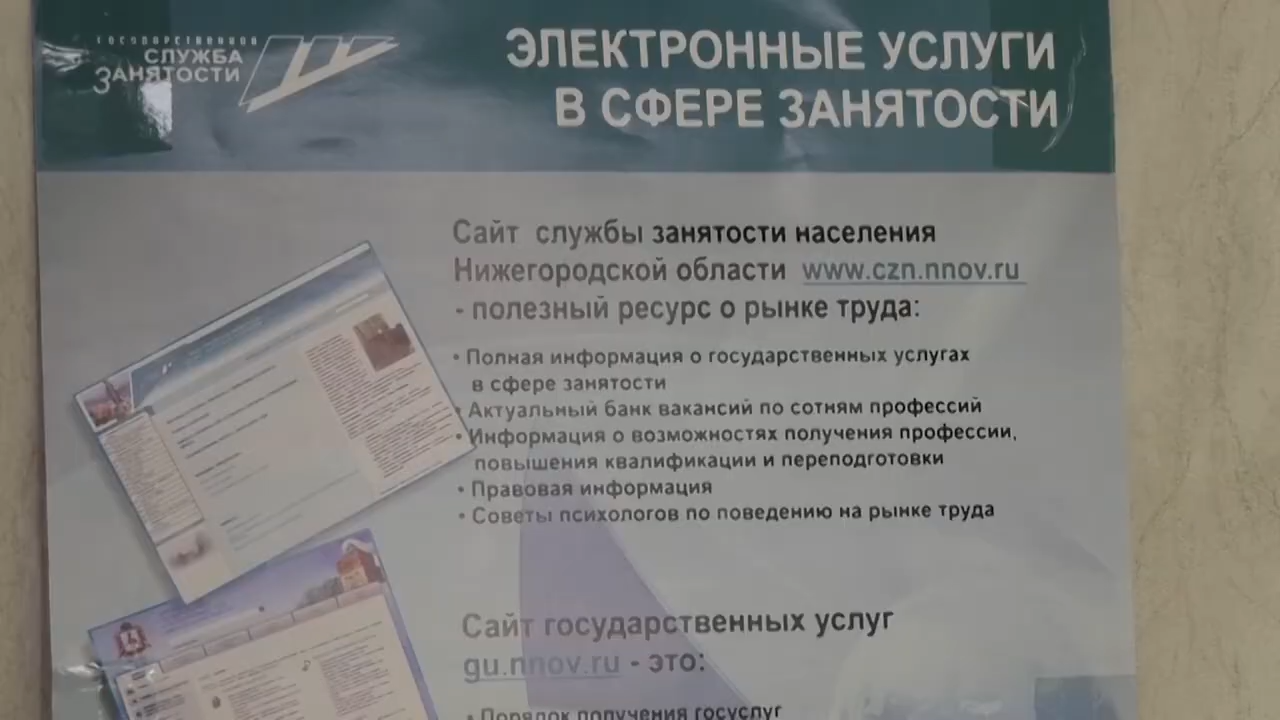 ГОСУДАРСТВЕННАЯ
СЛУЖБА
ЗАНЯТОСТИ
ЭЛЕКТРОННЫЕ УСЛУГИ
В СФЕРЕ ЗАНЯТОСТИ
Сайт службы занятости населения
Нижегородской области www.czn.nnov.ru
- полезный ресурс о рынке труда:
• Полная информация о государственных услугах
в сфере занятости
• Актуальный банк вакансий по сотням профессий
• Информация о возможностях получения профессии,
повышения квалификации и переподготовки
• Правовая информация
• Советы психологов по поведению на рынке труда
Сайт государственных услуг
gu.nnov.ru - это:
• Порядок получения госуслуг